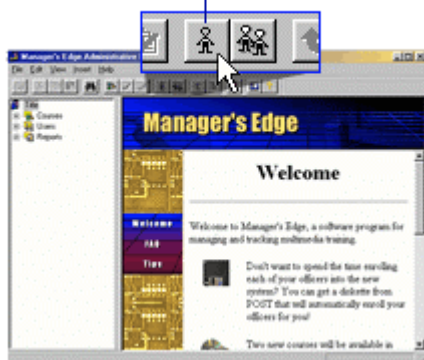 Manager's Edge Administrative
File Edit View Insert Help
Title
Courses
Users
Reports
Manager's Edge
Welcome
Welcome
FAQ
Tips
Welcome to Manager's Edge, a software program for
managing and tracking multimedia training.
Don't want to spend the time enrolling
each of your officers into the new
system? You can get a diskette from
POST that will automatically enroll your
officers for you!
Two new courses will be available in